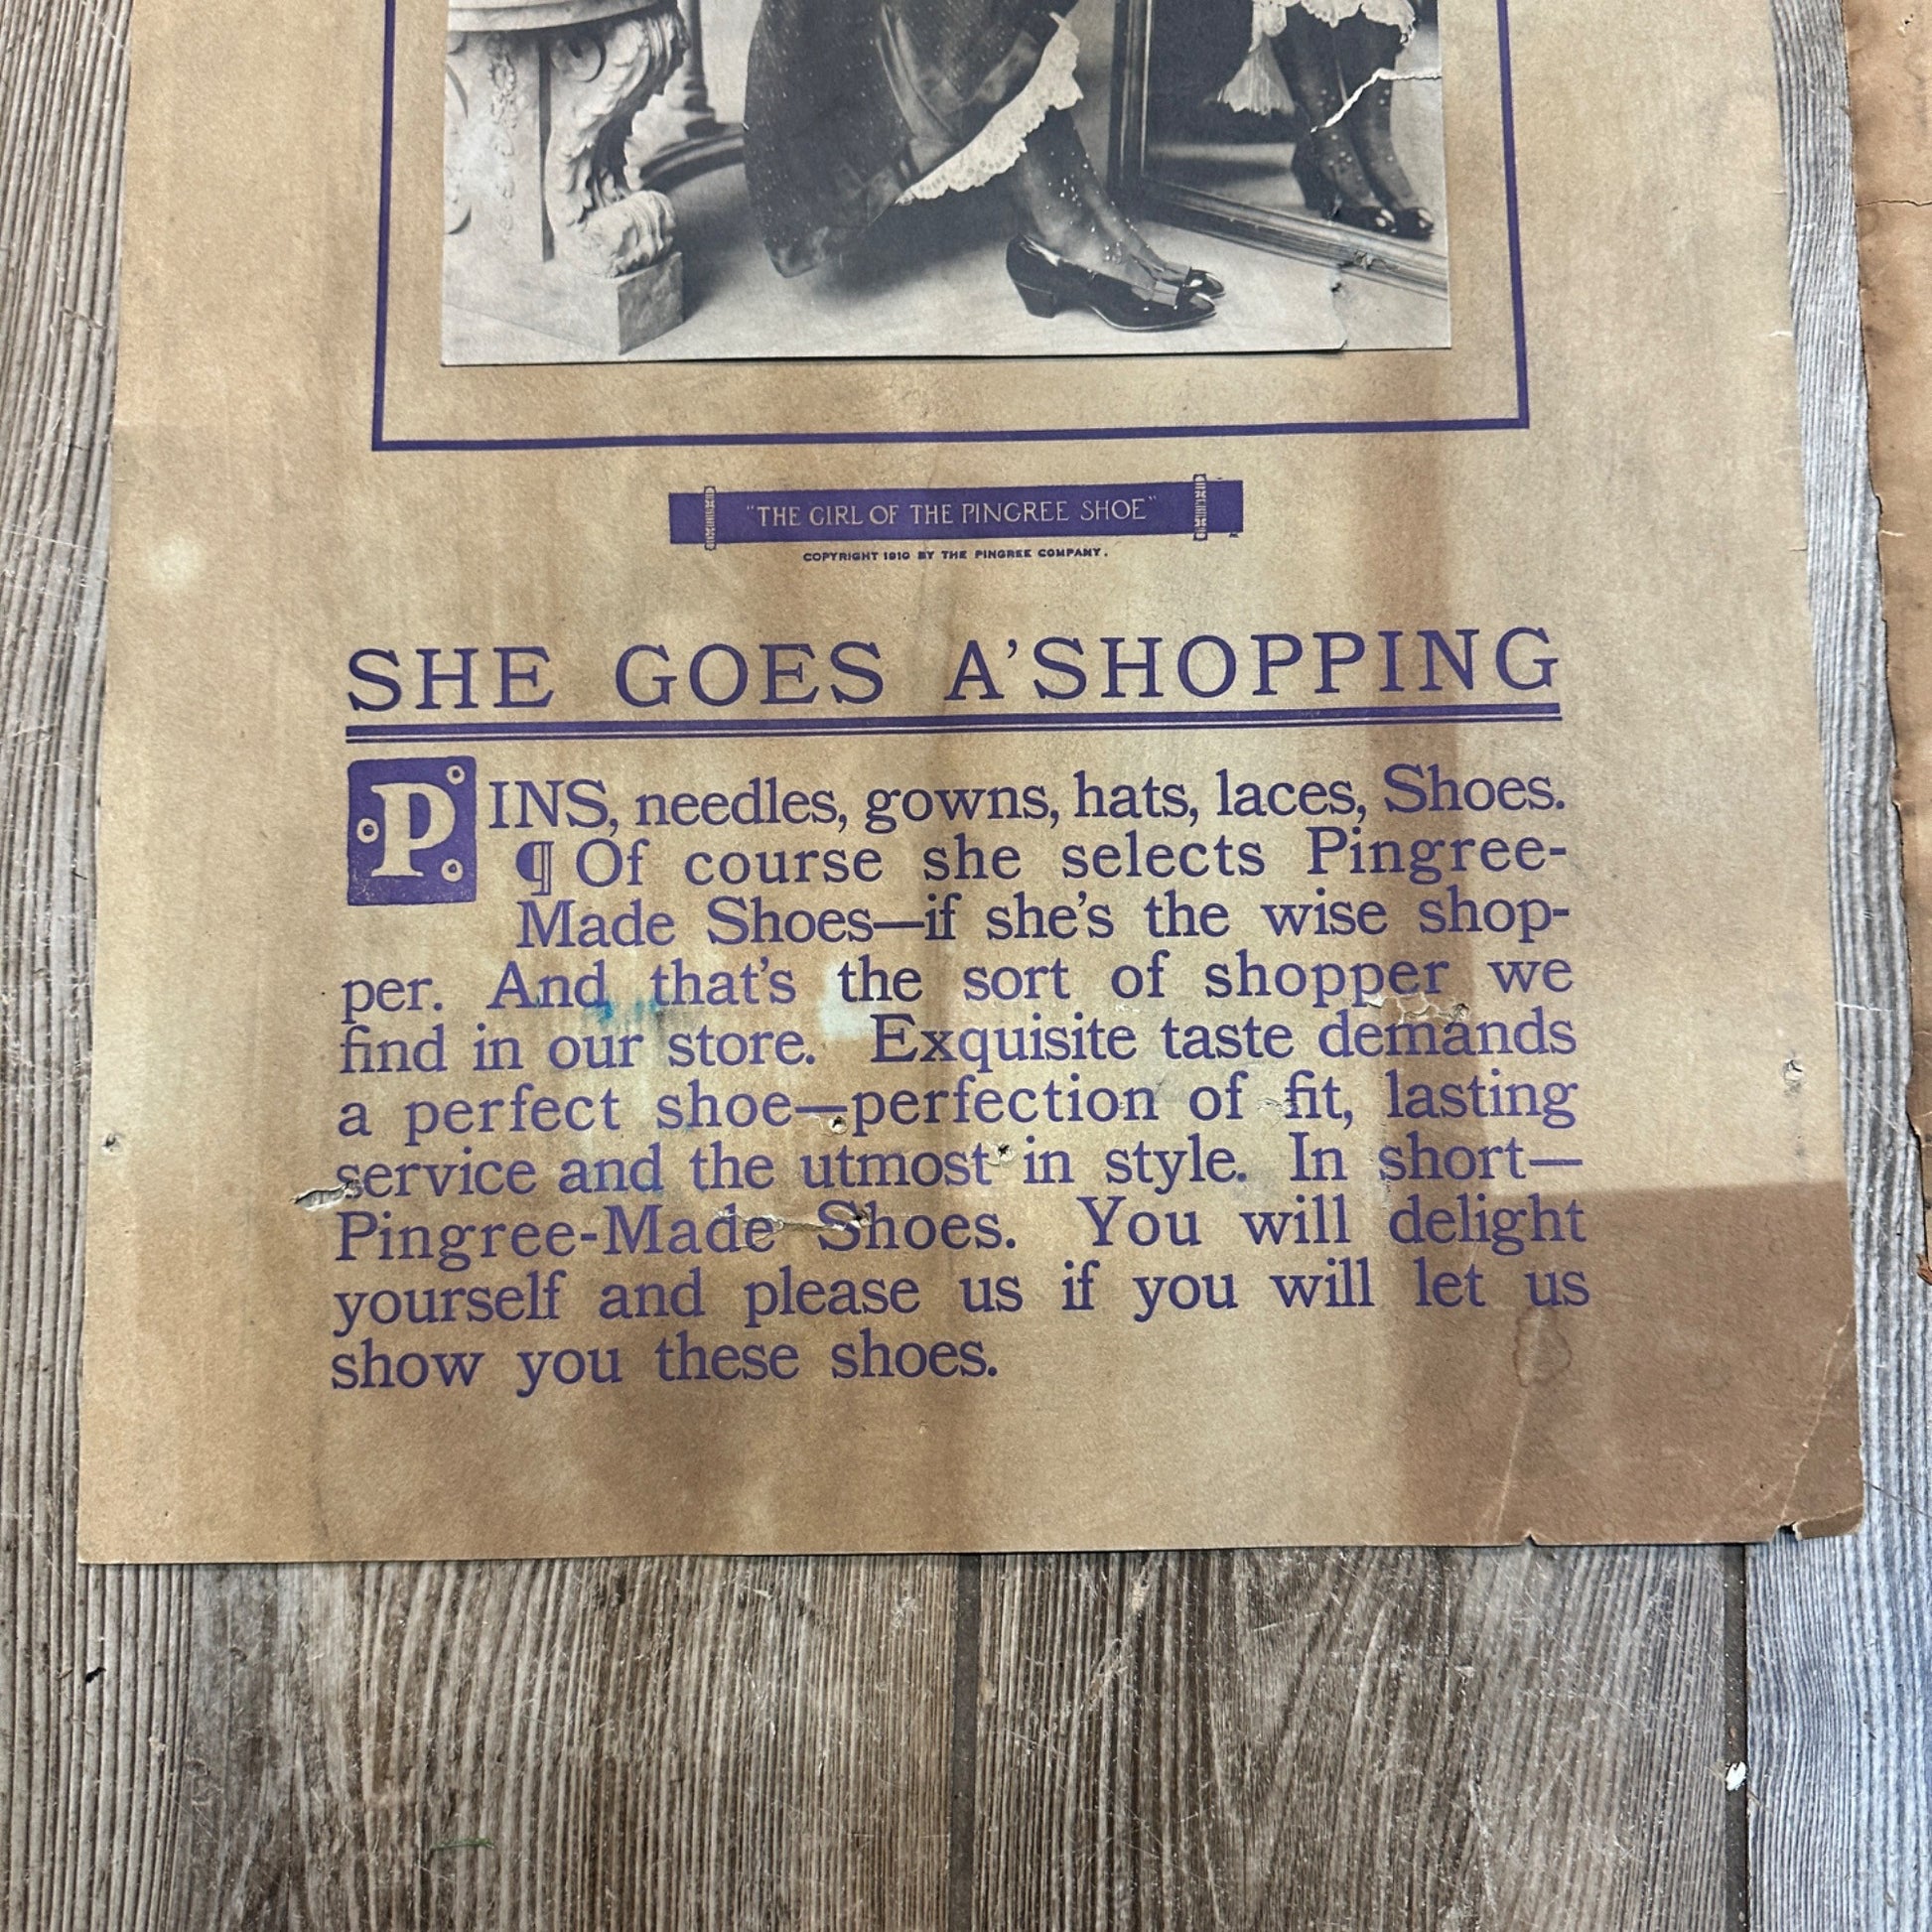 "THE GIRL OF THE PINGREE SHOE"
COPYRIGHT 1910 BY THE PINGREE COMPANY.
SHE GOES A'SHOPPING
PINS, needles, gowns, hats, laces, Shoes.
¶ Of course she selects Pingree-
Made Shoes—if she's the wise shop-
per. And that's the sort of shopper we
find in our store. Exquisite taste demands
a perfect shoe—perfection of fit, lasting
service and the utmost in style. In short—
Pingree-Made Shoes. You will delight
yourself and please us if you will let us
show you these shoes.